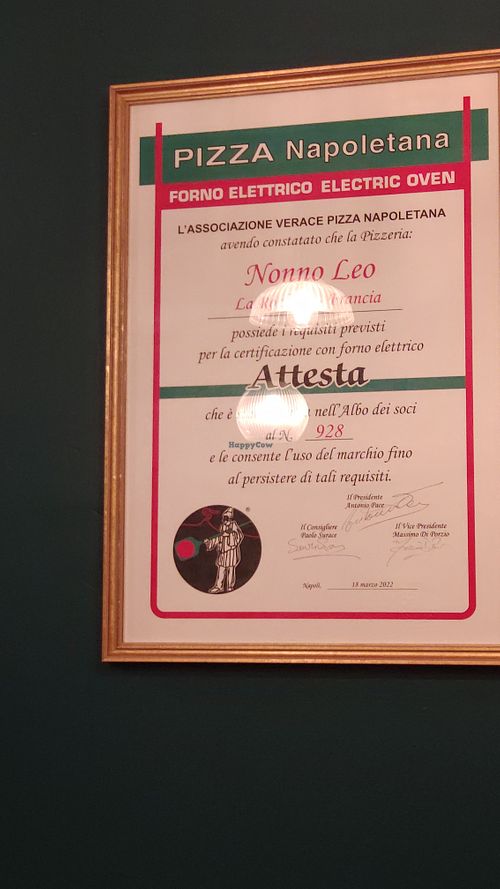 PIZZA Napoletana
FORNO ELETTRICO ELECTRIC OVEN
L'ASSOCIAZIONE VERACE PIZZA NAPOLETANA
avendo constatato che la Pizzeria:
Nonno Leo
La Francia
possiede i requisiti previsti
per la certificazione con forno elettrico
Attesta
che è nell'Albo dei soci
al N. 928
HappyCow
e le consente l'uso del marchio fino
al persistere di tali requisiti.
Il Presidente
Antonio Pace
Il Consigliere
Paolo Surace
Il Vice Presidente
Massimo Di Porzio
®
Napoli, 18 marzo 2022